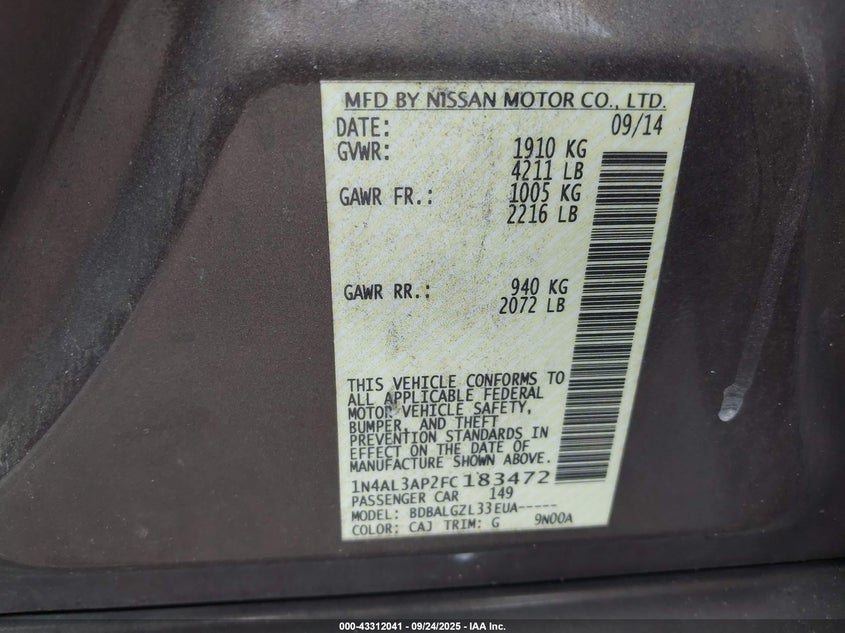 MFD BY NISSAN MOTOR CO., LTD.
DATE: 09/14
GVWR: 1910 KG
4211 LB
GAWR FR.: 1005 KG
2216 LB
GAWR RR.: 940 KG
2072 LB
THIS VEHICLE CONFORMS TO
ALL APPLICABLE FEDERAL
MOTOR VEHICLE SAFETY,
BUMPER, AND THEFT
PREVENTION STANDARDS IN
EFFECT ON THE DATE OF
MANUFACTURE SHOWN ABOVE.
1N4AL3AP2FC183472
PASSENGER CAR 149
MODEL: BDBALGZL33EUA-----
COLOR: CAJ TRIM: G 9N00A
000-43312041 - 09/24/2025 - IAA Inc.